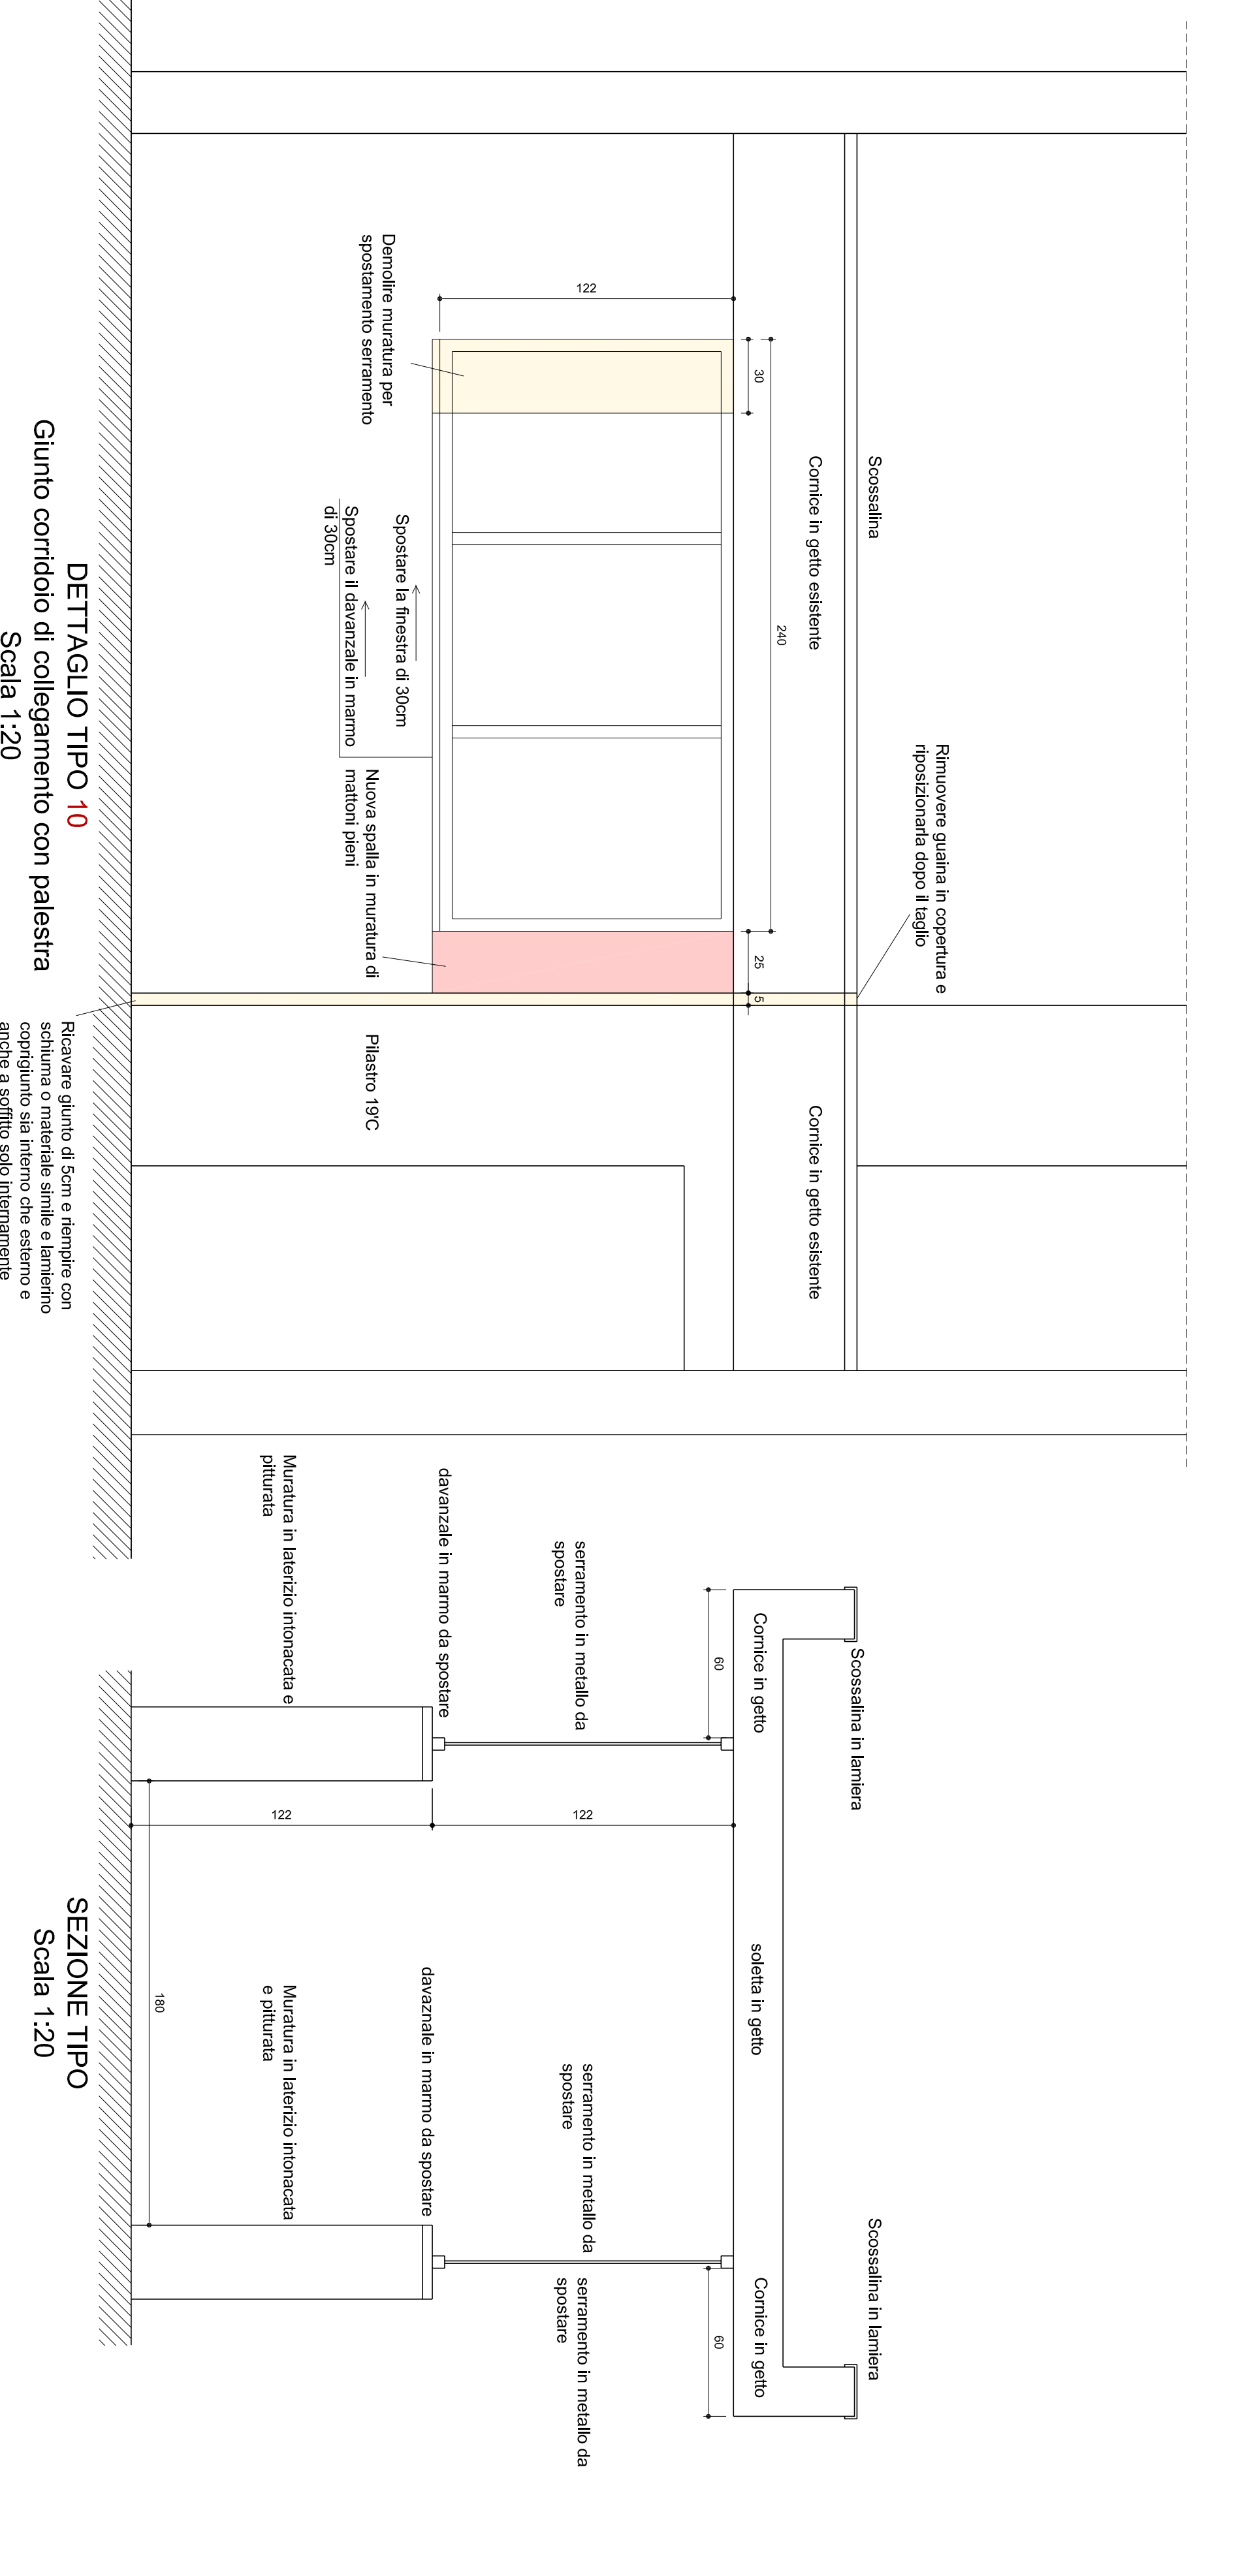 Rimuovere guaina in copertura e
riposizionarla dopo il taglio
Scossalina
Cornice in getto esistente
Cornice in getto esistente
240
30
25
5
122
Demolire muratura per
spostamento serramento
Spostare la finestra di 30cm
Spostare il davanzale in marmo
di 30cm
Nuova spalla in muratura di
mattoni pieni
Pilastro 19'C
Ricavare giunto di 5cm e riempire con
schiuma o materiale simile e lamierino
coprigiunto sia interno che esterno e
anche a soffitto solo internamente
DETTAGLIO TIPO 10
Giunto corridoio di collegamento con palestra
Scala 1:20
Scossalina in lamiera
Scossalina in lamiera
Cornice in getto
soletta in getto
Cornice in getto
60
60
serramento in metallo da
spostare
serramento in metallo da
spostare
serramento in metallo da
spostare
122
122
davanzale in marmo da spostare
davaznale in marmo da spostare
Muratura in laterizio intonacata e
pitturata
Muratura in laterizio intonacata
e pitturata
180
SEZIONE TIPO
Scala 1:20